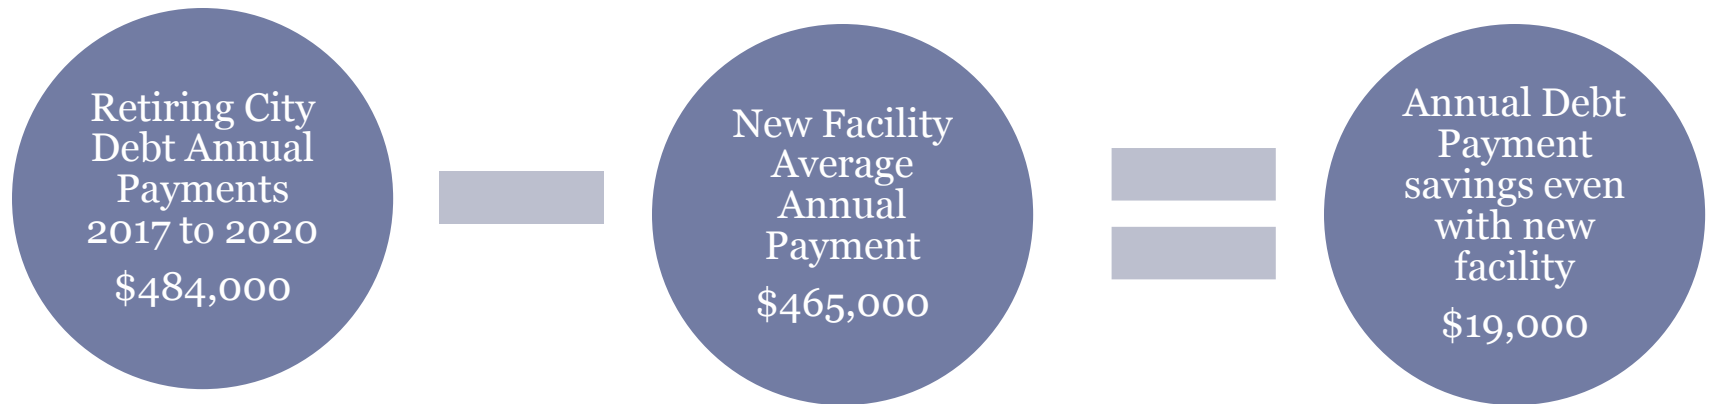 Retiring City
Debt Annual
Payments
2017 to 2020
$484,000
New Facility
Average
Annual
Payment
$465,000
Annual Debt
Payment
savings even
with new
facility
$19,000